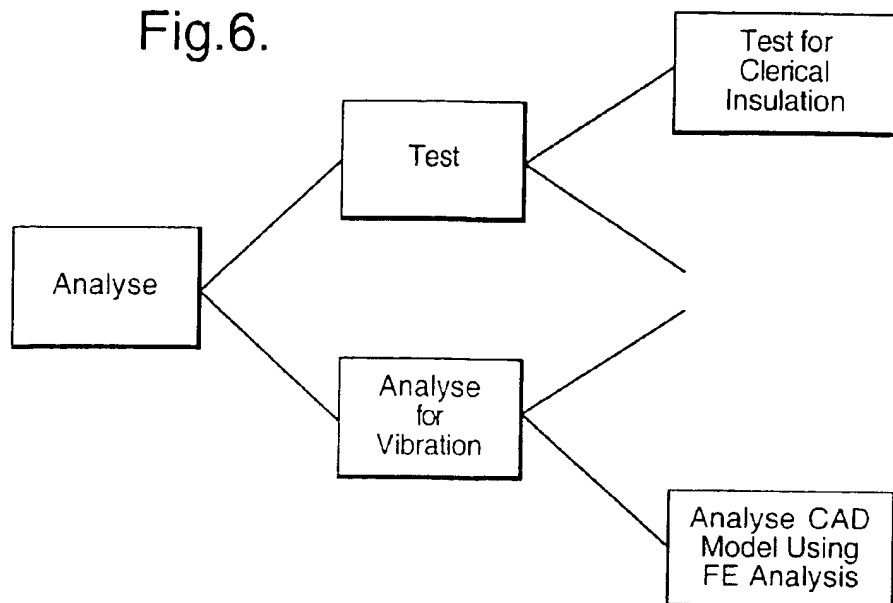 Fig.6.
Test for
Clerical
Insulation
Test
Analyse
Analyse
for
Vibration
Analyse CAD
Model Using
FE Analysis